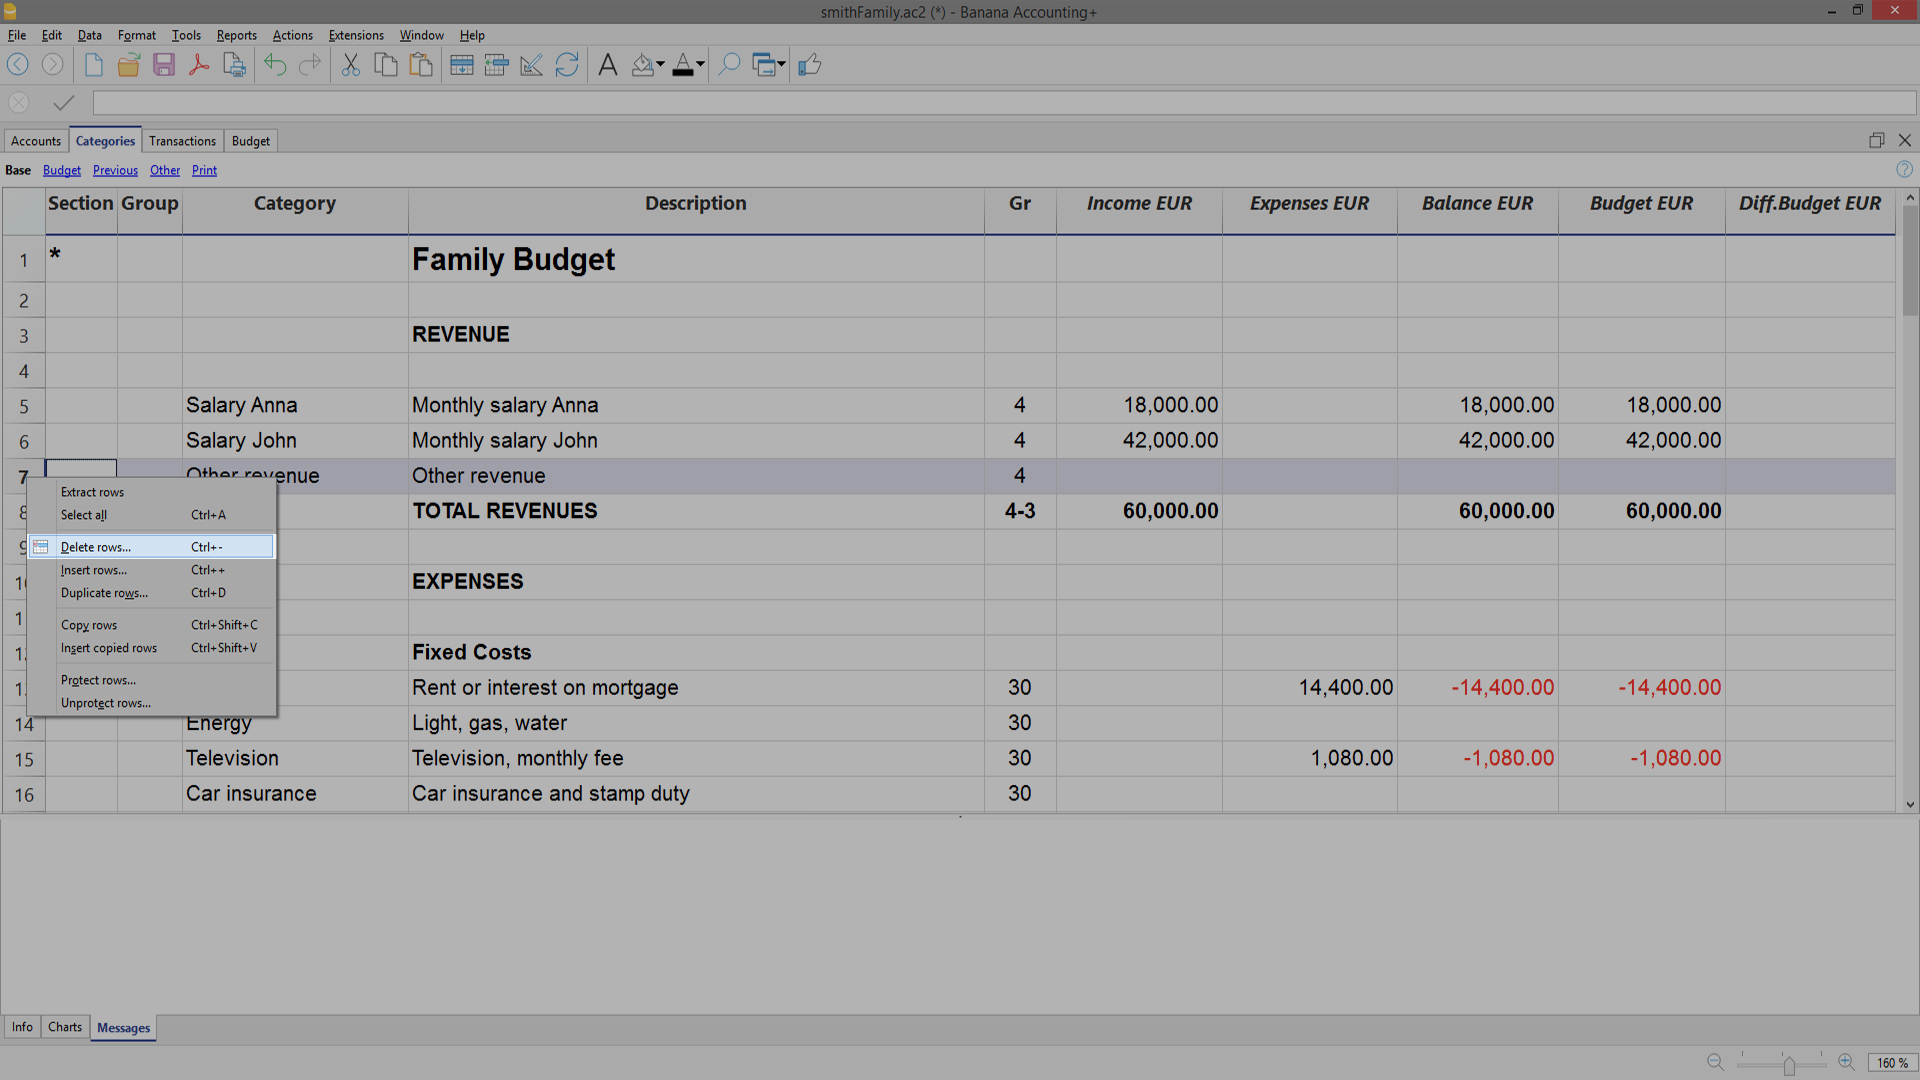 smithFamily.ac2 (*) - Banana Accounting+
File Edit Data Format Tools Reports Actions Extensions Window Help
Accounts Categories Transactions Budget
Base Budget Previous Other Print
Section Group Category Description Gr Income EUR Expenses EUR Balance EUR Budget EUR Diff.Budget EUR
1 * Family Budget
2
3 REVENUE
4
5 Salary Anna Monthly salary Anna 4 18,000.00 18,000.00 18,000.00
6 Salary John Monthly salary John 4 42,000.00 42,000.00 42,000.00
7 Other revenue Other revenue 4
8 TOTAL REVENUES 4-3 60,000.00 60,000.00 60,000.00
9
EXPENSES
Fixed Costs
Rent or interest on mortgage 30 14,400.00 -14,400.00 -14,400.00
14 Energy Light, gas, water 30
15 Television Television, monthly fee 30 1,080.00 -1,080.00 -1,080.00
16 Car insurance Car insurance and stamp duty 30
Extract rows
Select all Ctrl+A
Delete rows... Ctrl+-
Insert rows... Ctrl++
Duplicate rows... Ctrl+D
Copy rows Ctrl+Shift+C
Insert copied rows Ctrl+Shift+V
Protect rows...
Unprotect rows...
Info Charts Messages
160 %